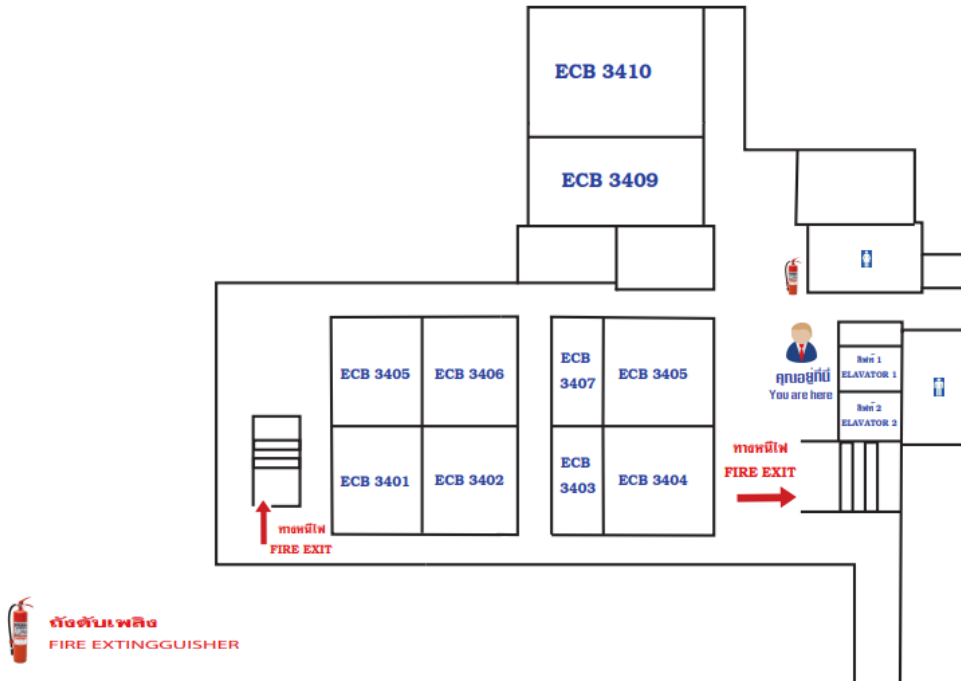 ECB 3410
ECB 3409
ECB 3405
ECB 3406
ECB
3407
ECB 3405
คุณอยู่ที่นี่
You are here
ลิฟท์ 1
ELAVATOR 1
ลิฟท์ 2
ELAVATOR 2
ECB 3401
ECB 3402
ECB
3403
ECB 3404
ทางหนีไฟ
FIRE EXIT
ทางหนีไฟ
FIRE EXIT
ถังดับเพลิง
FIRE EXTINGGUISHER